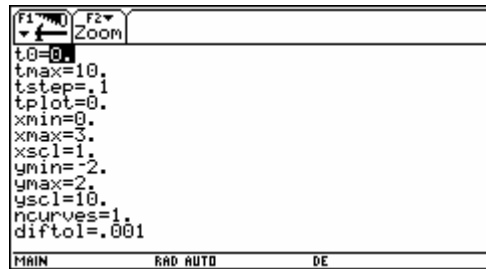 F1 F2
Zoom
t0=0.
tmax=10.
tstep=.1
tplot=0.
xmin=0.
xmax=3.
xscl=1.
ymin=-2.
ymax=2.
yscl=10.
ncurves=1.
diftol=.001
MAIN RAD AUTO DE